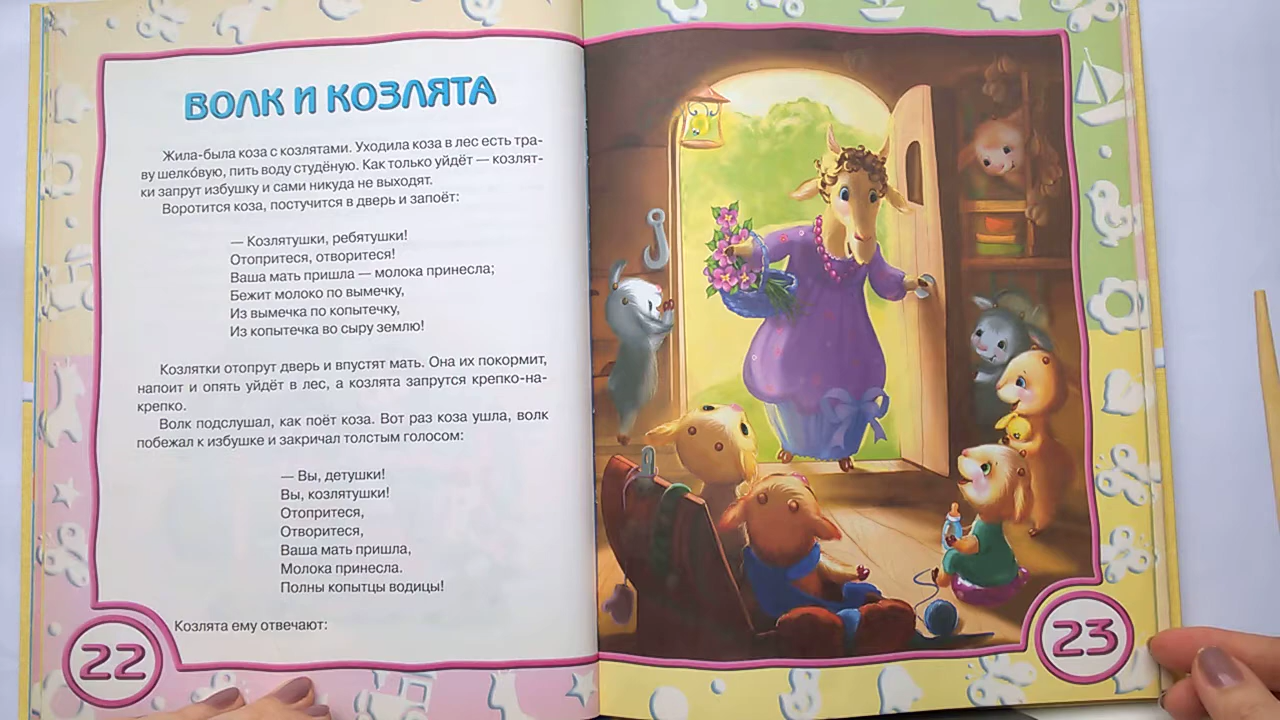 ВОЛК И КОЗЛЯТА
Жила-была коза с козлятами. Уходила коза в лес есть тра-
ву шелко́вую, пить воду студёную. Как только уйдёт — козлят-
ки запрут избушку и сами никуда не выходят.
Воротится коза, постучится в дверь и запоёт:
— Козлятушки, ребятушки!
Отопритеся, отворитеся!
Ваша мать пришла — молока принесла;
Бежит молоко по вымечку,
Из вымечка по копытечку,
Из копытечка во сыру землю!
Козлятки отопрут дверь и впустят мать. Она их покормит,
напоит и опять уйдёт в лес, а козлята запрутся крепко-на-
крепко.
Волк подслушал, как поёт коза. Вот раз коза ушла, волк
побежал к избушке и закричал толстым голосом:
— Вы, детушки!
Вы, козлятушки!
Отопритеся,
Отворитеся,
Ваша мать пришла,
Молока принесла.
Полны копытцы водицы!
Козлята ему отвечают:
22
23